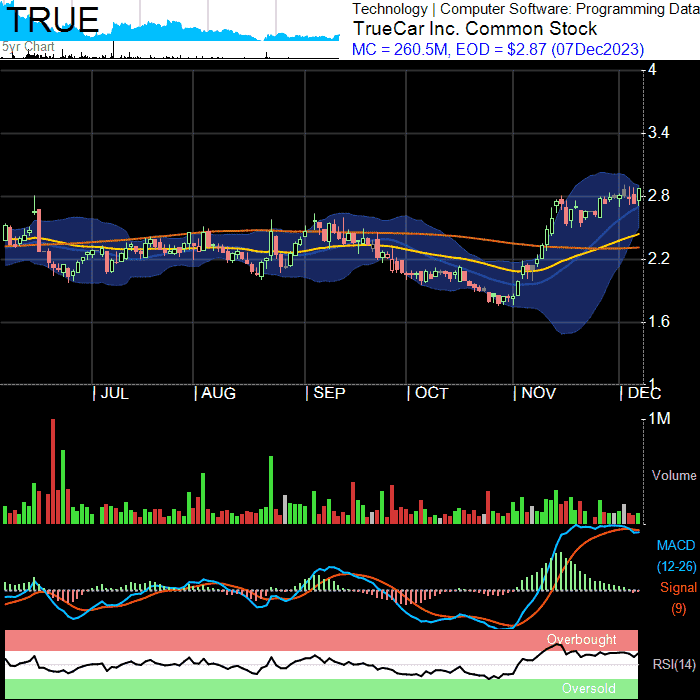 TRUE
5yr Chart
Technology | Computer Software: Programming Data
TrueCar Inc. Common Stock
MC = 260.5M, EOD = $2.87 (07Dec2023)
4
3.4
2.8
2.2
1.6
1
| JUL | AUG | SEP | OCT | NOV | DEC
1M
Volume
MACD
(12-26)
Signal
(9)
Overbought
RSI(14)
Oversold